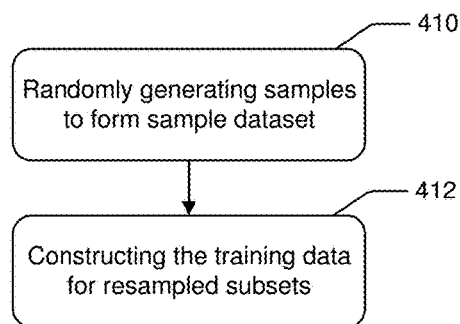 410
Randomly generating samples
to form sample dataset
412
Constructing the training data
for resampled subsets